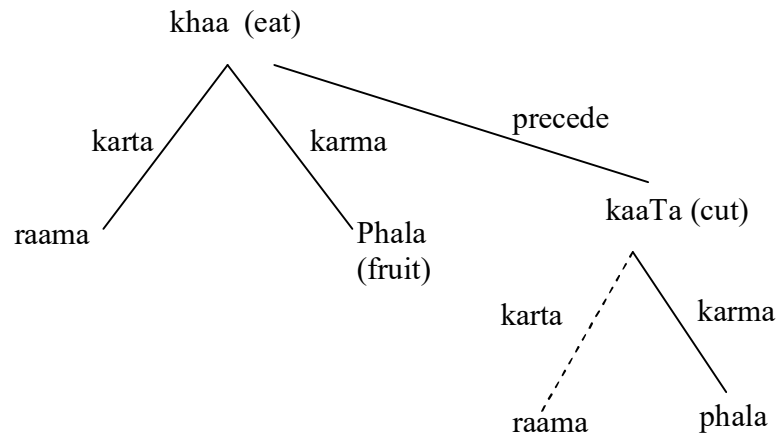 khaa (eat)
precede
karta
karma
kaaTa (cut)
raama
Phala
(fruit)
karta
karma
raama
phala